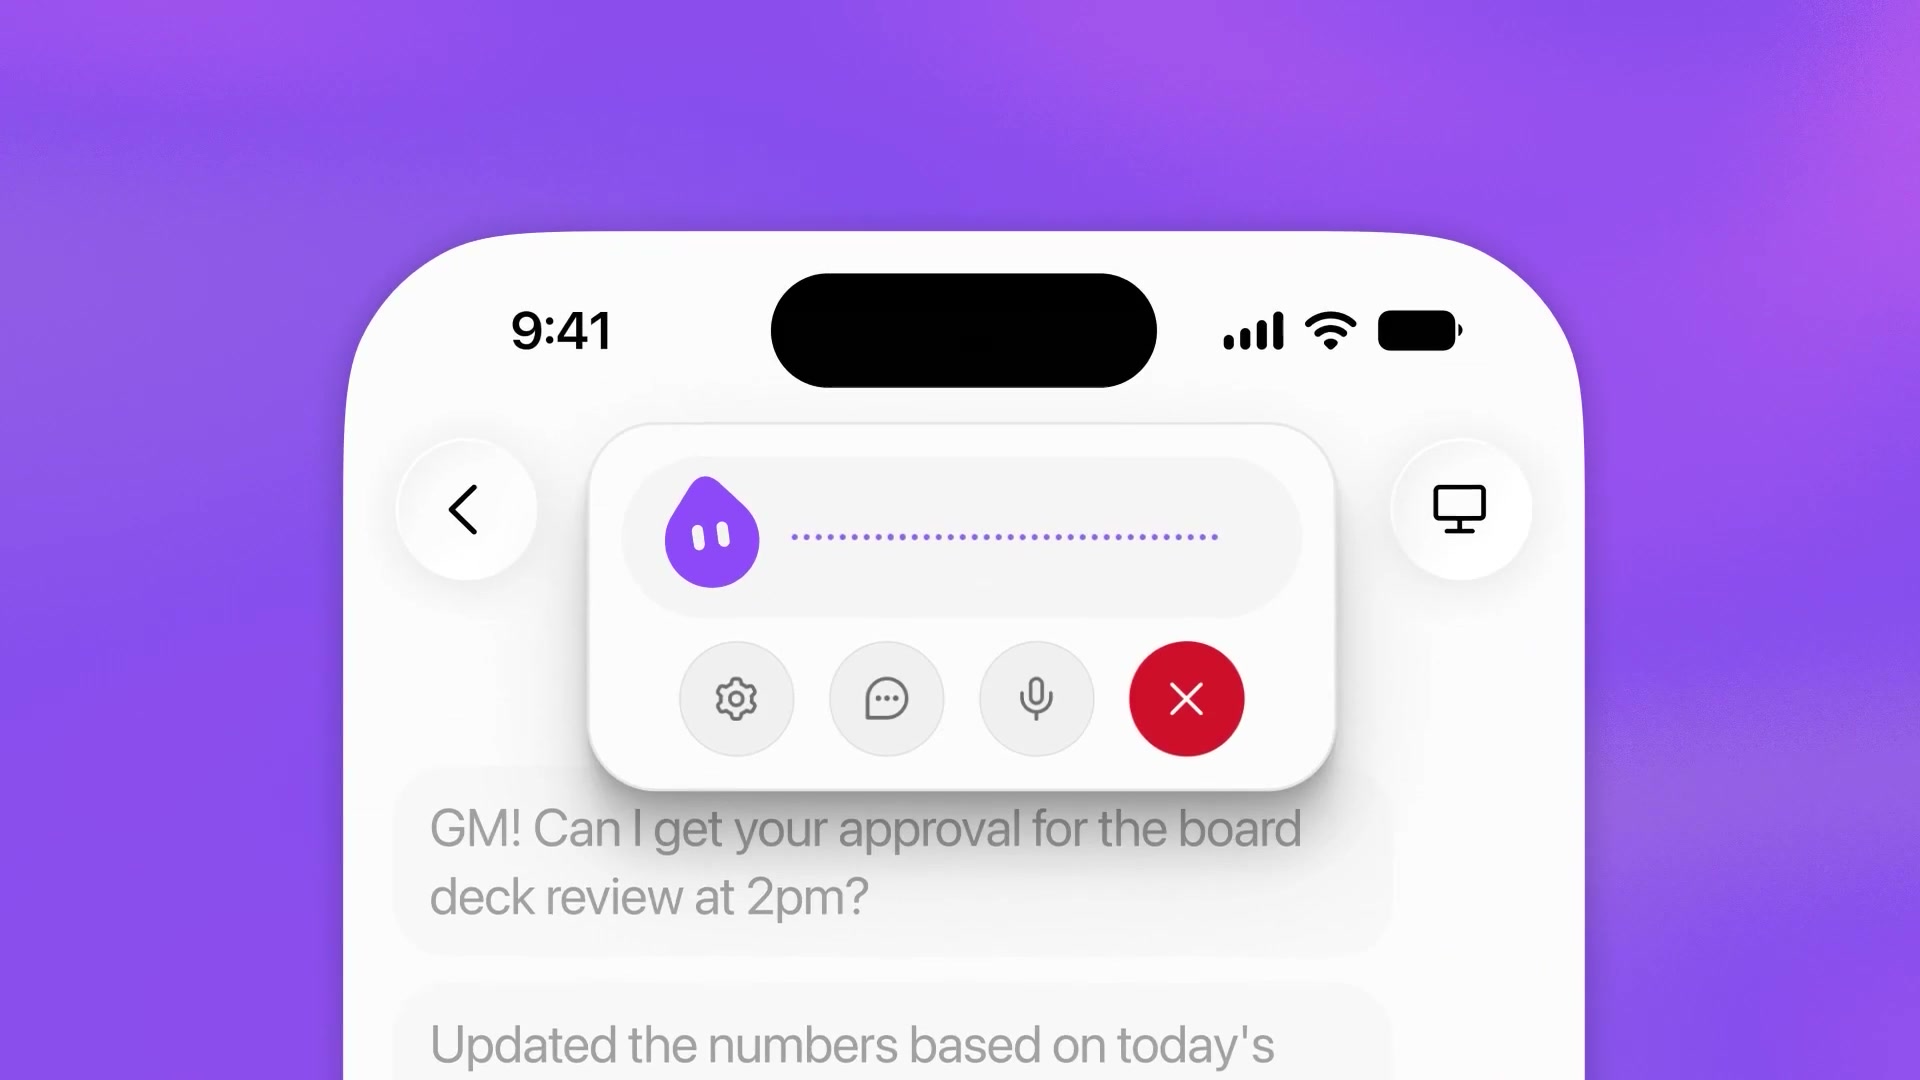 9:41
GM! Can I get your approval for the board
deck review at 2pm?
Updated the numbers based on today's